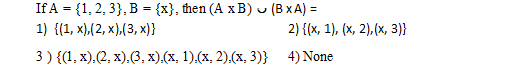 If A = {1, 2, 3}, B = {x}, then (A x B) ∪ (B x A) =
1) {(1, x),(2, x),(3, x)} 2) {(x, 1), (x, 2),(x, 3)}
3 ) {(1, x),(2, x),(3, x),(x, 1),(x, 2),(x, 3)} 4) None